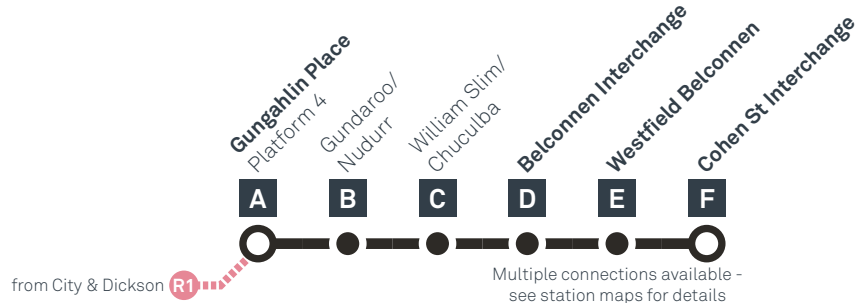 Gungahlin Place
Platform 4
Gundaroo/
Nudurr
William Slim/
Chuculba
Belconnen Interchange
Westfield Belconnen
Cohen St Interchange
A
B
C
D
E
F
from City & Dickson R1
Multiple connections available -
see station maps for details